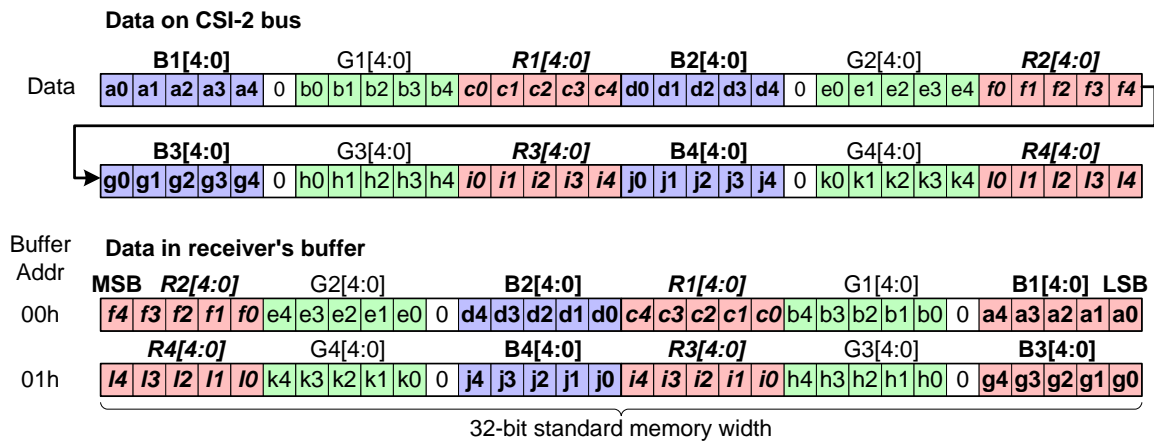 Data on CSI-2 bus
B1[4:0] G1[4:0] R1[4:0] B2[4:0] G2[4:0] R2[4:0]
Data a0 a1 a2 a3 a4 0 b0 b1 b2 b3 b4 c0 c1 c2 c3 c4 d0 d1 d2 d3 d4 0 e0 e1 e2 e3 e4 f0 f1 f2 f3 f4
B3[4:0] G3[4:0] R3[4:0] B4[4:0] G4[4:0] R4[4:0]
g0 g1 g2 g3 g4 0 h0 h1 h2 h3 h4 i0 i1 i2 i3 i4 j0 j1 j2 j3 j4 0 k0 k1 k2 k3 k4 l0 l1 l2 l3 l4
Buffer Addr
Data in receiver's buffer
MSB R2[4:0] G2[4:0] B2[4:0] R1[4:0] G1[4:0] B1[4:0] LSB
00h f4 f3 f2 f1 f0 e4 e3 e2 e1 e0 0 d4 d3 d2 d1 d0 c4 c3 c2 c1 c0 b4 b3 b2 b1 b0 0 a4 a3 a2 a1 a0
R4[4:0] G4[4:0] B4[4:0] R3[4:0] G3[4:0] B3[4:0]
01h l4 l3 l2 l1 l0 k4 k3 k2 k1 k0 0 j4 j3 j2 j1 j0 i4 i3 i2 i1 i0 h4 h3 h2 h1 h0 0 g4 g3 g2 g1 g0
32-bit standard memory width